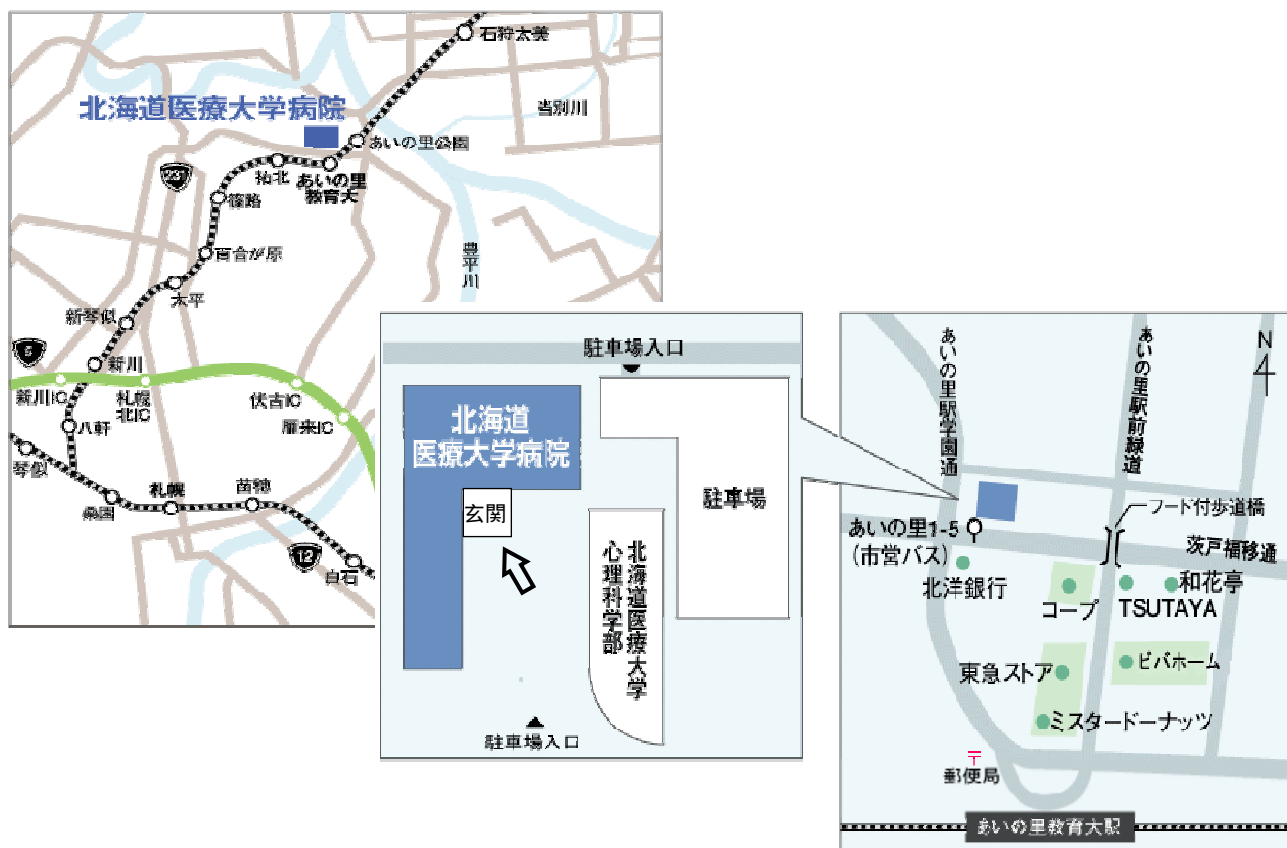 石狩太美
北海道医療大学病院
当別川
あいの里公園
拓北
あいの里
教育大
231
篠路
百合が原
豊平川
太平
新琴似
5
新川
新川IC
札幌
北IC
伏古IC
雁来IC
八軒
琴似
桑園
札幌
苗穂
12
白石
駐車場入口
北海道
医療大学病院
玄関
駐車場
北海道医療大学
心理科学部
駐車場入口
あいの里駅学園通
あいの里駅前緑道
N
フード付歩道橋
あいの里1-5
(市営バス)
茨戸福移通
北洋銀行
コープ
TSUTAYA
和花亭
東急ストア
ビバホーム
ミスタードーナッツ
〒
郵便局
あいの里教育大駅